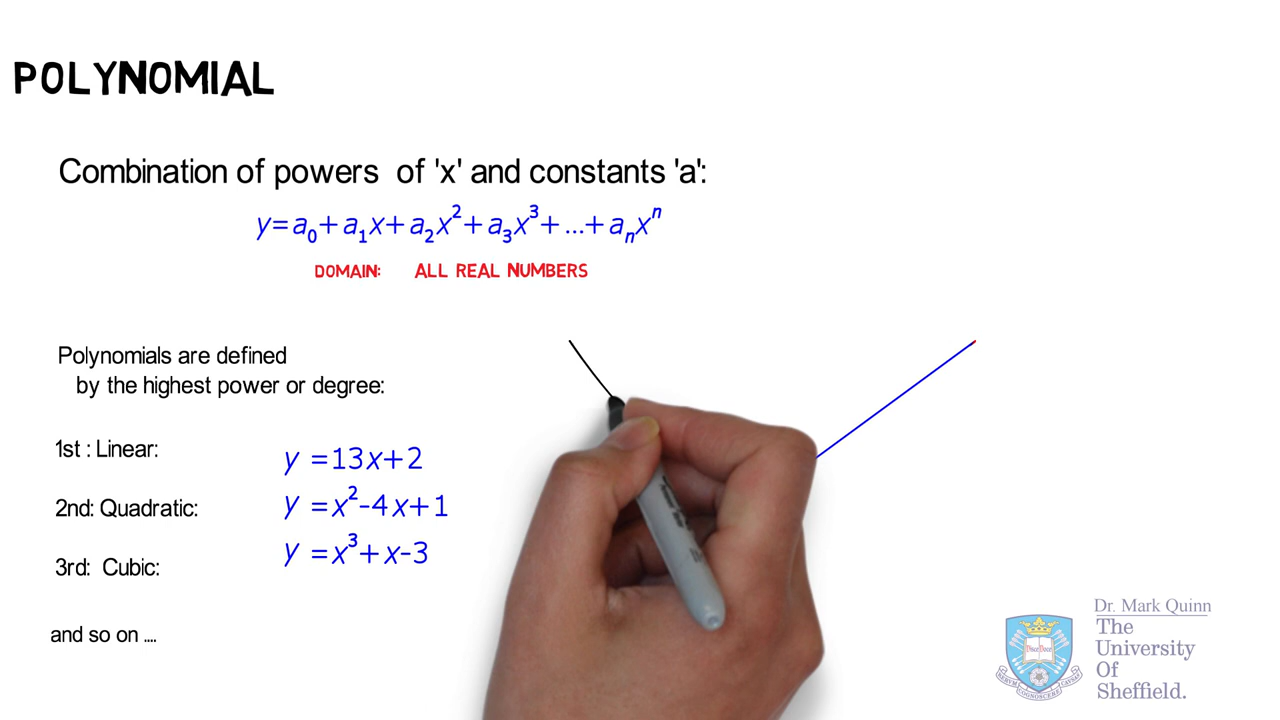 POLYNOMIAL
Combination of powers of 'x' and constants 'a':
y=a₀+a₁x+a₂x²+a₃x³+...+aₙxⁿ
DOMAIN: ALL REAL NUMBERS
Polynomials are defined
by the highest power or degree:
1st : Linear: y =13x+2
2nd: Quadratic: y =x²-4x+1
3rd: Cubic: y =x³+x-3
and so on ....
Dr. Mark Quinn
The
University
Of
Sheffield.